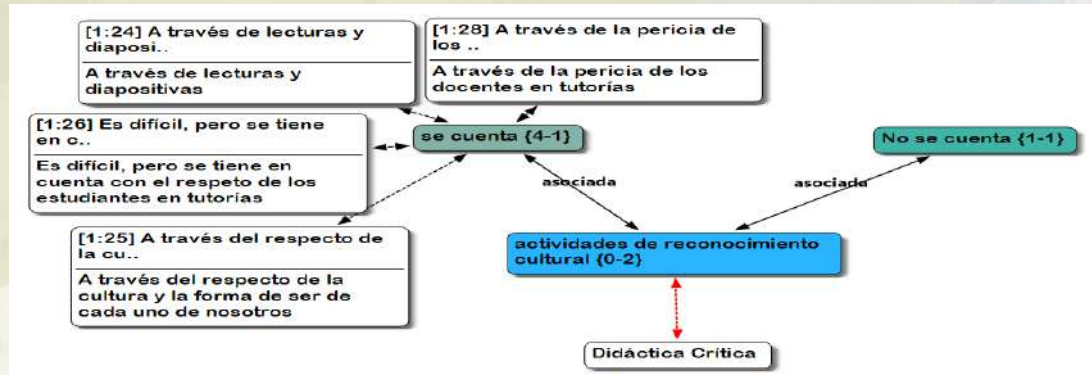 [1:24] A través de lecturas y
diaposi..
A través de lecturas y
diapositivas
[1:28] A través de la pericia de
los ..
A través de la pericia de los
docentes en tutorías
[1:26] Es difícil, pero se tiene
en c..
Es difícil, pero se tiene en
cuenta con el respeto de los
estudiantes en tutorías
se cuenta {4-1}
No se cuenta {1-1}
asociada
asociada
[1:25] A través del respecto de
la cu..
A través del respecto de la
cultura y la forma de ser de
cada uno de nosotros
actividades de reconocimiento
cultural {0-2}
Didáctica Crítica